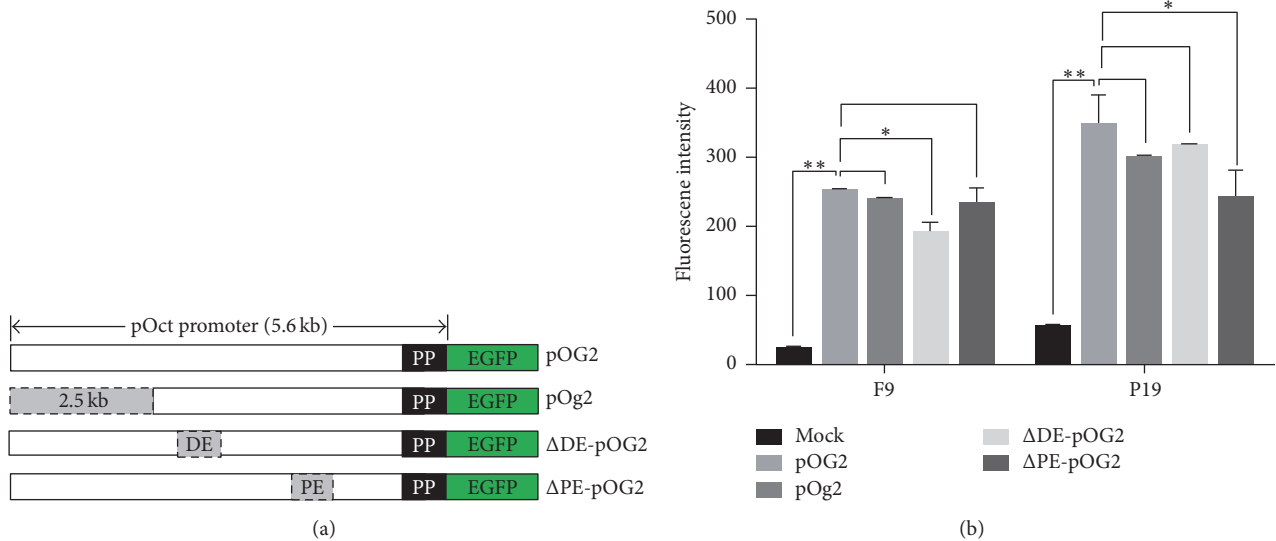 pOct promoter (5.6 kb)
PP EGFP pOG2
2.5 kb PP EGFP pOg2
DE PP EGFP ΔDE-pOG2
PE PP EGFP ΔPE-pOG2
(a)
Fluorescene intensity
500
400
300
200
100
0
** *
** *
F9 P19
Mock
pOG2
pOg2
ΔDE-pOG2
ΔPE-pOG2
(b)